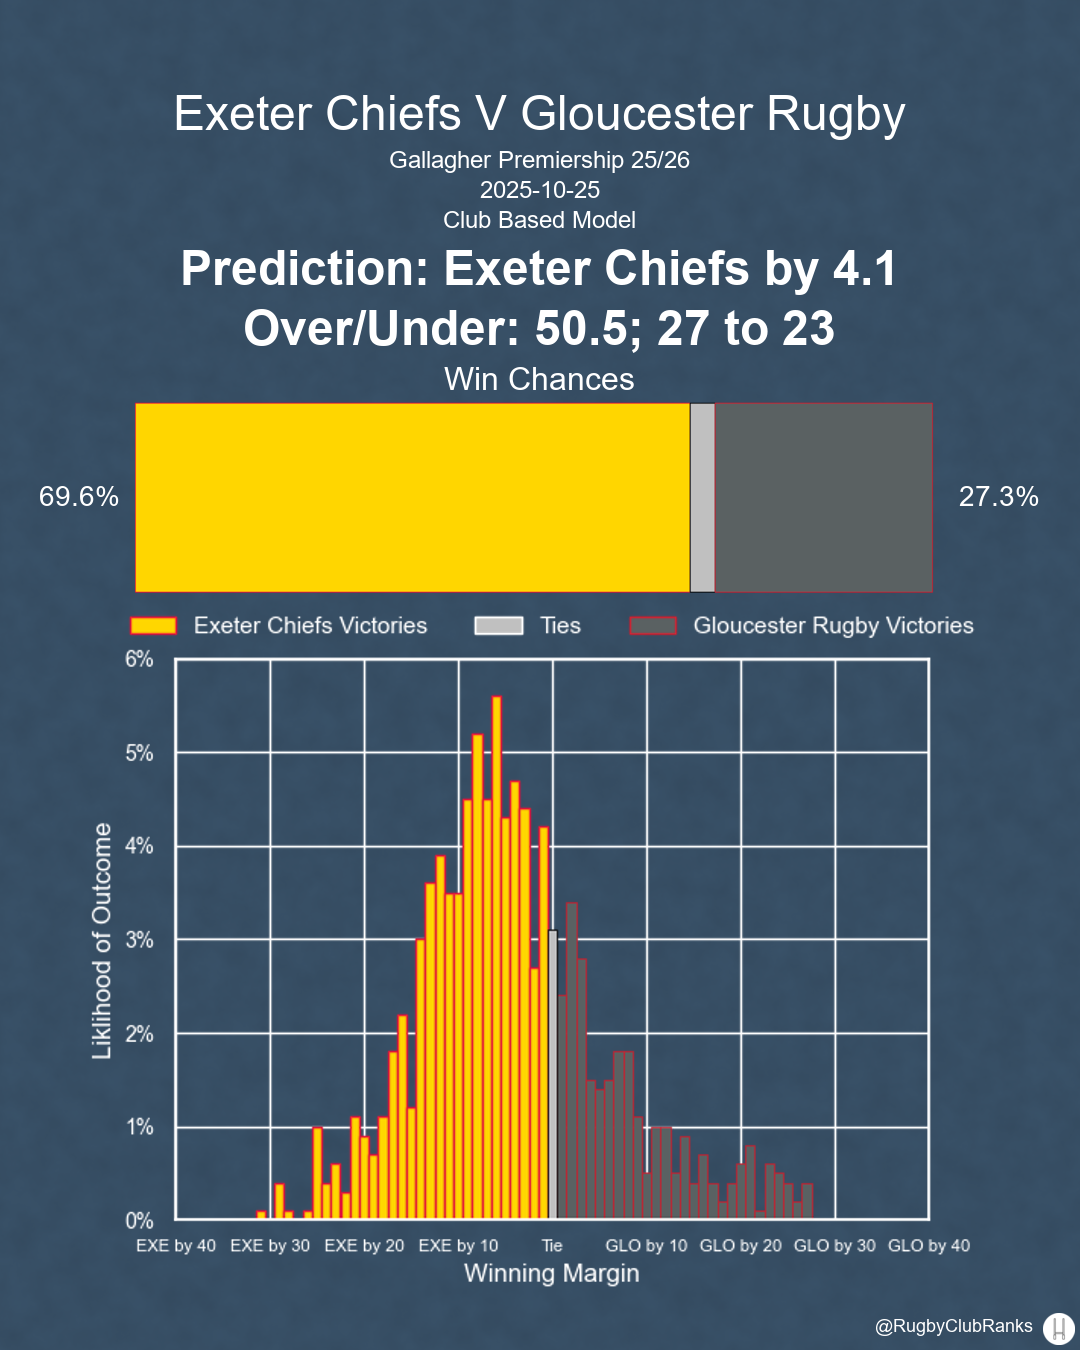 Exeter Chiefs V Gloucester Rugby
Gallagher Premiership 25/26
2025-10-25
Club Based Model
Prediction: Exeter Chiefs by 4.1
Over/Under: 50.5; 27 to 23
Win Chances
69.6%
27.3%
Exeter Chiefs Victories
Ties
Gloucester Rugby Victories
6%
5%
4%
3%
2%
1%
0%
Liklihood of Outcome
EXE by 40
EXE by 30
EXE by 20
EXE by 10
Tie
GLO by 10
GLO by 20
GLO by 30
GLO by 40
Winning Margin
@RugbyClubRanks